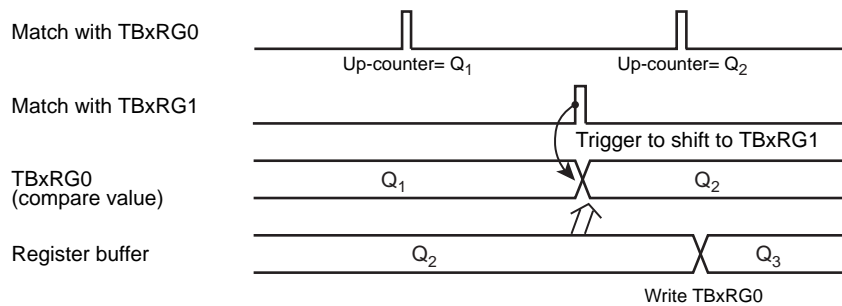 Match with TBxRG0
Up-counter= Q1
Up-counter= Q2
Match with TBxRG1
Trigger to shift to TBxRG1
TBxRG0
(compare value)
Q1
Q2
Register buffer
Q2
Q3
Write TBxRG0